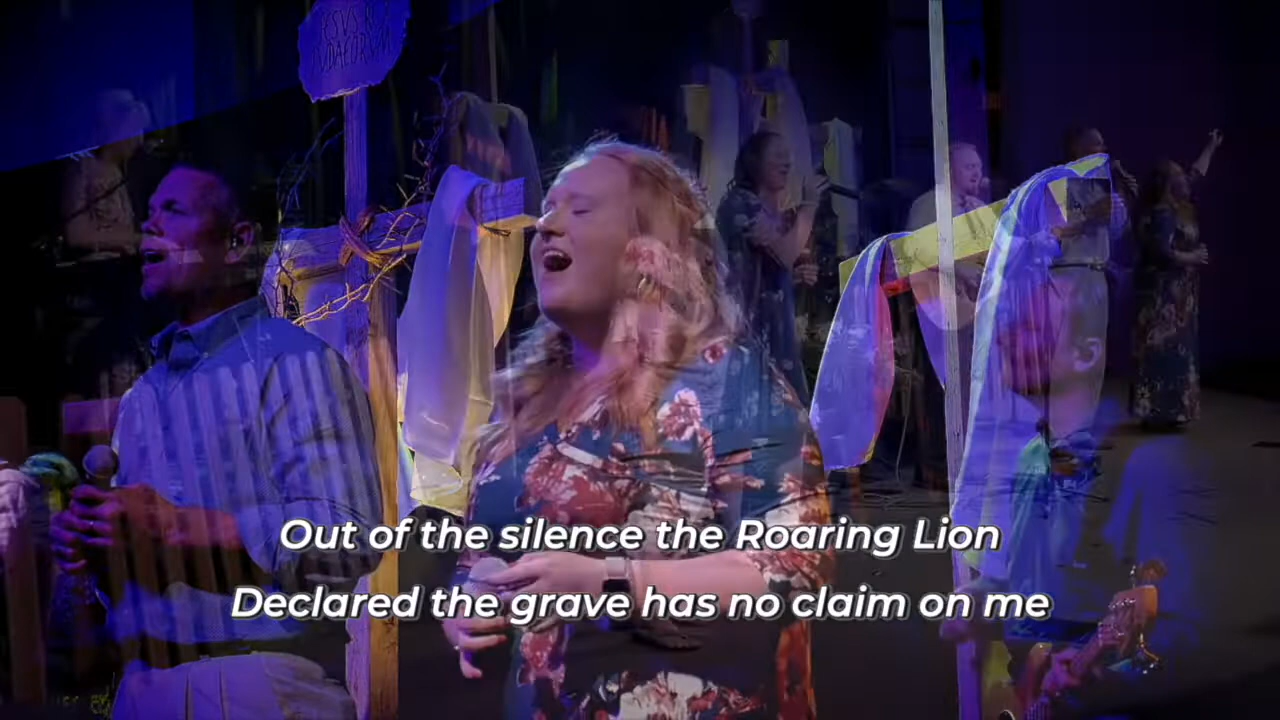 Out of the silence the Roaring Lion
Declared the grave has no claim on me